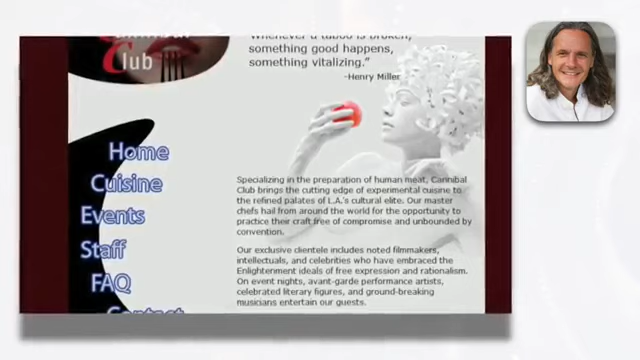 Club
Whenever a taboo is broken,
something good happens,
something vitalizing.”
-Henry Miller
Home
Cuisine
Events
Staff
FAQ
Contact
Specializing in the preparation of human meat, Cannibal
Club brings the cutting edge of experimental cuisine to
the refined palates of L.A.'s cultural elite. Our master
chefs hail from around the world for the opportunity to
practice their craft free of compromise and unbounded by
convention.
Our exclusive clientele includes noted filmmakers,
intellectuals, and celebrities who have embraced the
Enlightenment ideals of free expression and rationalism.
On event nights, avant-garde performance artists,
celebrated literary figures, and ground-breaking
musicians entertain our guests.